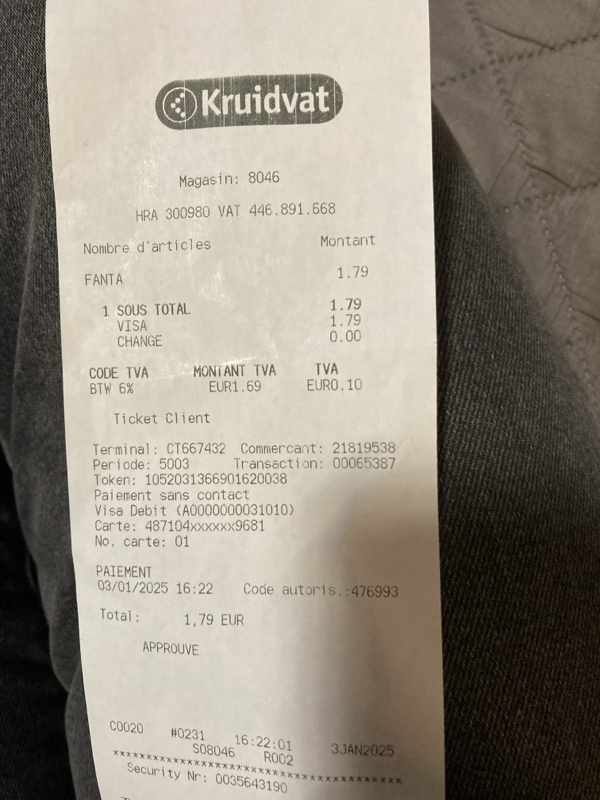 Kruidvat
Magasin: 8046
HRA 300980 VAT 446.891.668
Nombre d'articles Montant
FANTA 1.79
1 SOUS TOTAL 1.79
VISA 1.79
CHANGE 0.00
CODE TVA MONTANT TVA TVA
BTW 6% EUR1.69 EUR0.10
Ticket Client
Terminal: CT667432 Commercant: 21819538
Periode: 5003 Transaction: 00065387
Token: 1052031366901620038
Paiement sans contact
Visa Debit (A0000000031010)
Carte: 487104xxxxxx9681
No. carte: 01
PAIEMENT
03/01/2025 16:22 Code autoris.:476993
Total: 1,79 EUR
APPROUVE
C0020 #0231 16:22:01 3JAN2025
S08046 R002
***********************************
Security Nr: 0035643190